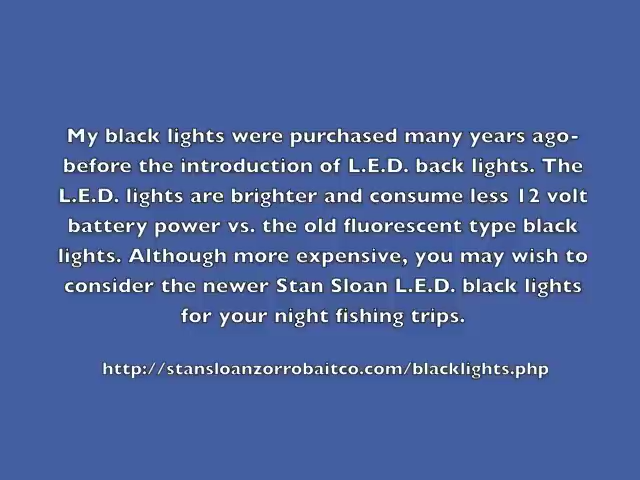 My black lights were purchased many years ago-
before the introduction of L.E.D. back lights. The
L.E.D. lights are brighter and consume less 12 volt
battery power vs. the old fluorescent type black
lights. Although more expensive, you may wish to
consider the newer Stan Sloan L.E.D. black lights
for your night fishing trips.
http://stansloanzorrobaitco.com/blacklights.php